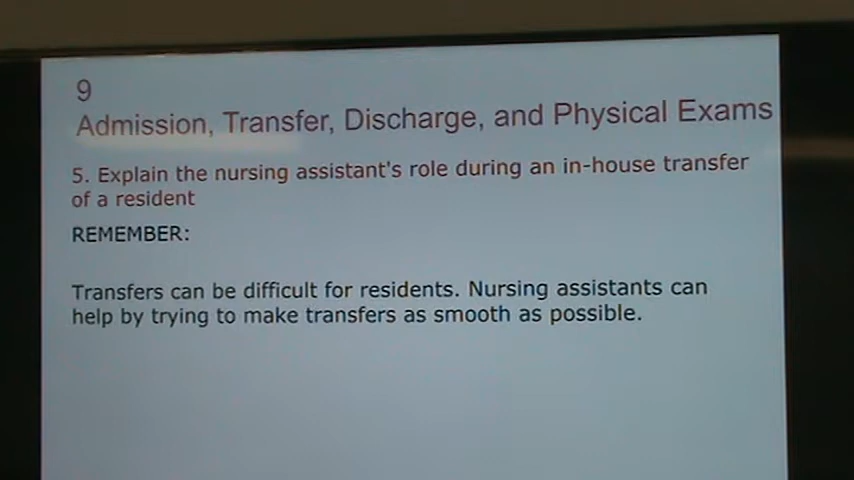 9
Admission, Transfer, Discharge, and Physical Exams
5. Explain the nursing assistant's role during an in-house transfer
of a resident
REMEMBER:
Transfers can be difficult for residents. Nursing assistants can
help by trying to make transfers as smooth as possible.